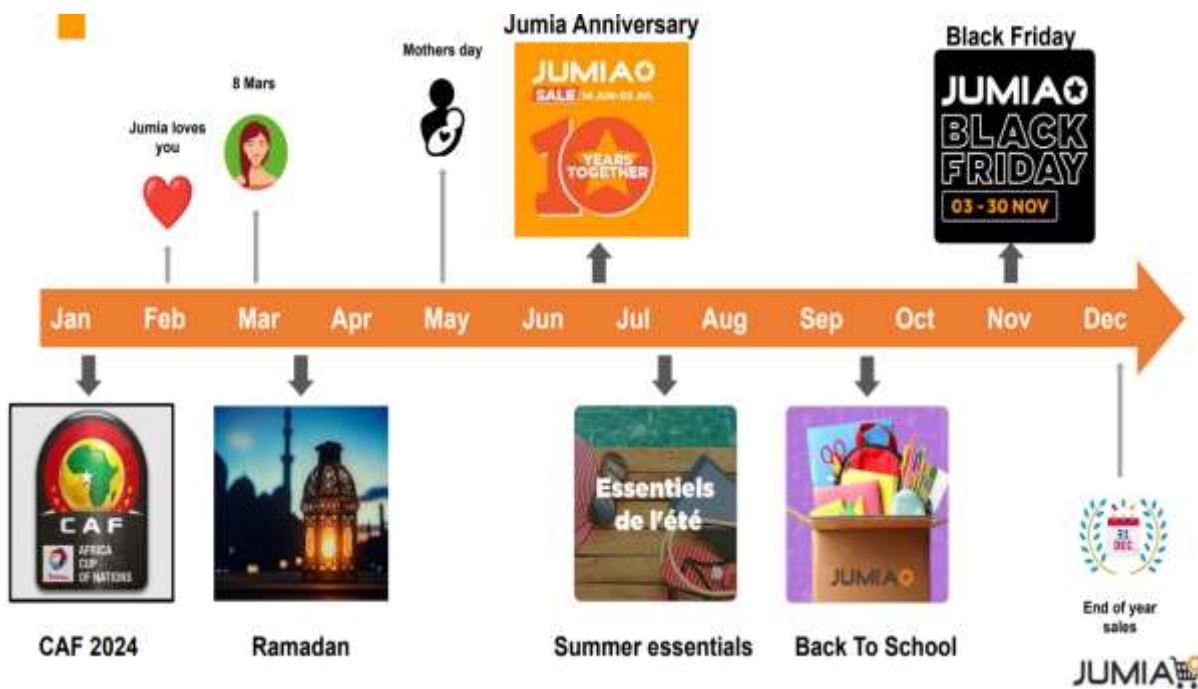 Jumia Anniversary
JUMIA
SALE
10
YEARS
TOGETHER
Black Friday
JUMIA
BLACK
FRIDAY
03 - 30 NOV
Mothers day
8 Mars
Jumia loves
you
Jan Feb Mar Apr May Jun Jul Aug Sep Oct Nov Dec
CAF
AFRICA
CUP
OF NATIONS
Essentiels
de l'été
JUMIA
31
DEC
CAF 2024
Ramadan
Summer essentials
Back To School
End of year
sales
JUMIA